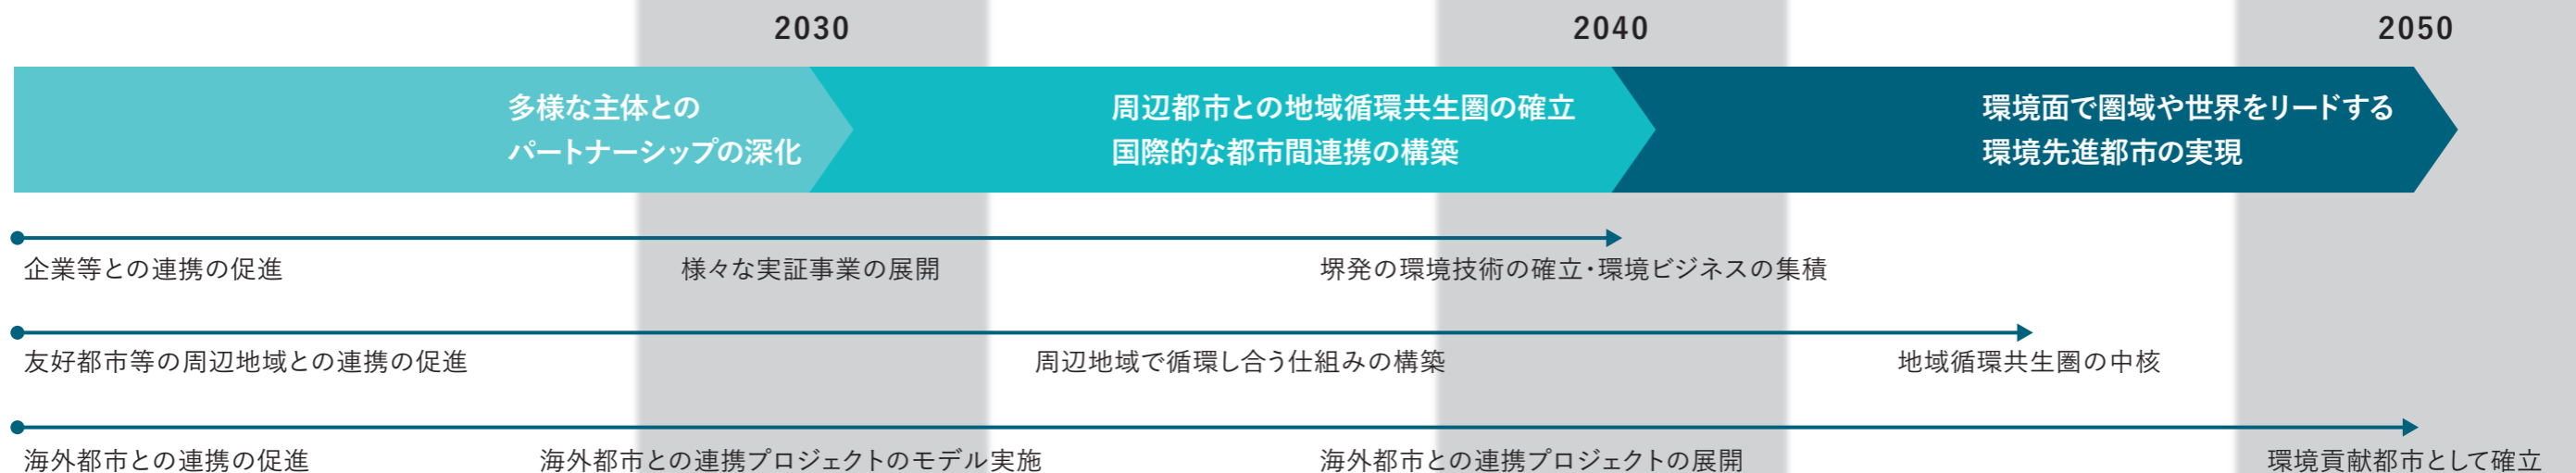 2030
2040
2050
多様な主体との
パートナーシップの深化
周辺都市との地域循環共生圏の確立
国際的な都市間連携の構築
環境面で圏域や世界をリードする
環境先進都市の実現
企業等との連携の促進
様々な実証事業の展開
堺発の環境技術の確立・環境ビジネスの集積
友好都市等の周辺地域との連携の促進
周辺地域で循環し合う仕組みの構築
地域循環共生圏の中核
海外都市との連携の促進
海外都市との連携プロジェクトのモデル実施
海外都市との連携プロジェクトの展開
環境貢献都市として確立